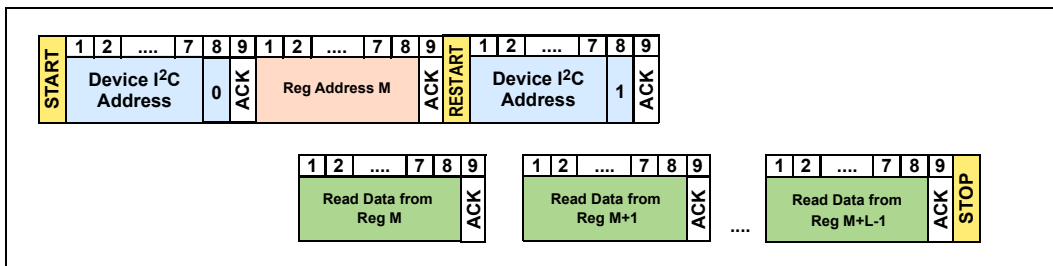 START
1 2 .... 7 8 9 1 2 .... 7 8 9
Device I2C
Address
0
ACK
Reg Address M
ACK
RESTART
1 2 .... 7 8 9
Device I2C
Address
1
ACK
1 2 .... 7 8 9
Read Data from
Reg M
ACK
1 2 .... 7 8 9
Read Data from
Reg M+1
ACK
....
1 2 .... 7 8 9
Read Data from
Reg M+L-1
ACK
STOP